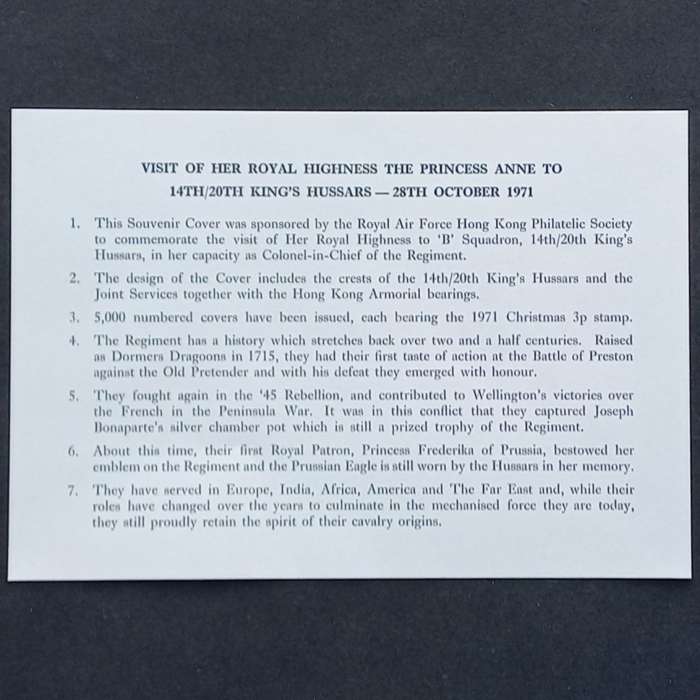 VISIT OF HER ROYAL HIGHNESS THE PRINCESS ANNE TO
14TH/20TH KING'S HUSSARS — 28TH OCTOBER 1971
1. This Souvenir Cover was sponsored by the Royal Air Force Hong Kong Philatelic Society
to commemorate the visit of Her Royal Highness to 'B' Squadron, 14th/20th King's
Hussars, in her capacity as Colonel-in-Chief of the Regiment.
2. The design of the Cover includes the crests of the 14th/20th King's Hussars and the
Joint Services together with the Hong Kong Armorial bearings.
3. 5,000 numbered covers have been issued, each bearing the 1971 Christmas 3p stamp.
4. The Regiment has a history which stretches back over two and a half centuries. Raised
as Dormers Dragoons in 1715, they had their first taste of action at the Battle of Preston
against the Old Pretender and with his defeat they emerged with honour.
5. They fought again in the '45 Rebellion, and contributed to Wellington's victories over
the French in the Peninsula War. It was in this conflict that they captured Joseph
Bonaparte's silver chamber pot which is still a prized trophy of the Regiment.
6. About this time, their first Royal Patron, Princess Frederika of Prussia, bestowed her
emblem on the Regiment and the Prussian Eagle is still worn by the Hussars in her memory.
7. They have served in Europe, India, Africa, America and The Far East and, while their
roles have changed over the years to culminate in the mechanised force they are today,
they still proudly retain the spirit of their cavalry origins.